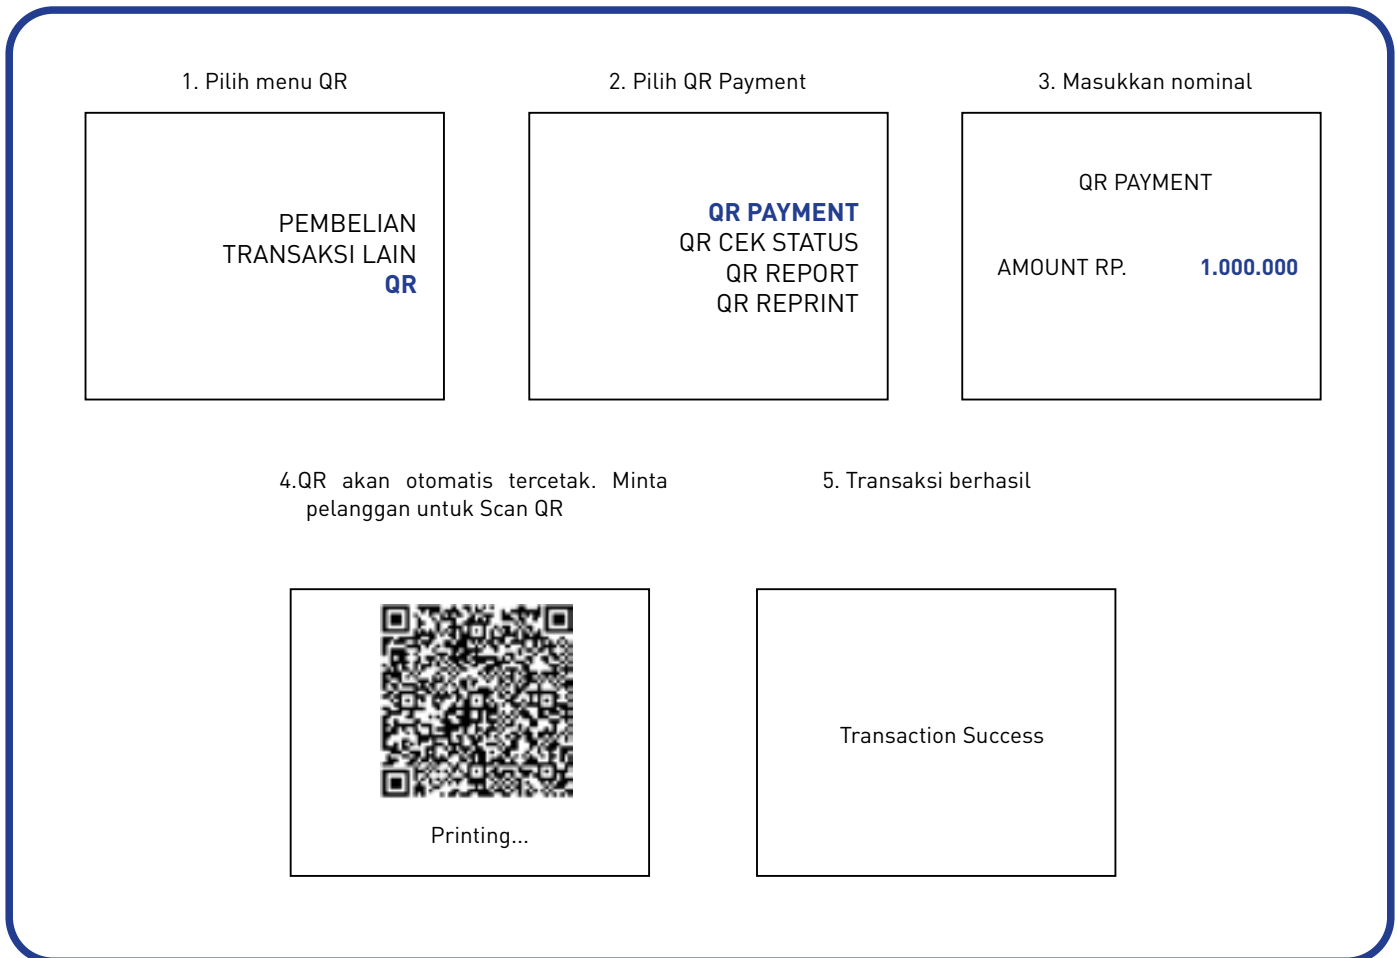 1. Pilih menu QR
PEMBELIAN
TRANSAKSI LAIN
QR
2. Pilih QR Payment
QR PAYMENT
QR CEK STATUS
QR REPORT
QR REPRINT
3. Masukkan nominal
QR PAYMENT
AMOUNT RP. 1.000.000
4.QR akan otomatis tercetak. Minta
pelanggan untuk Scan QR
Printing...
5. Transaksi berhasil
Transaction Success